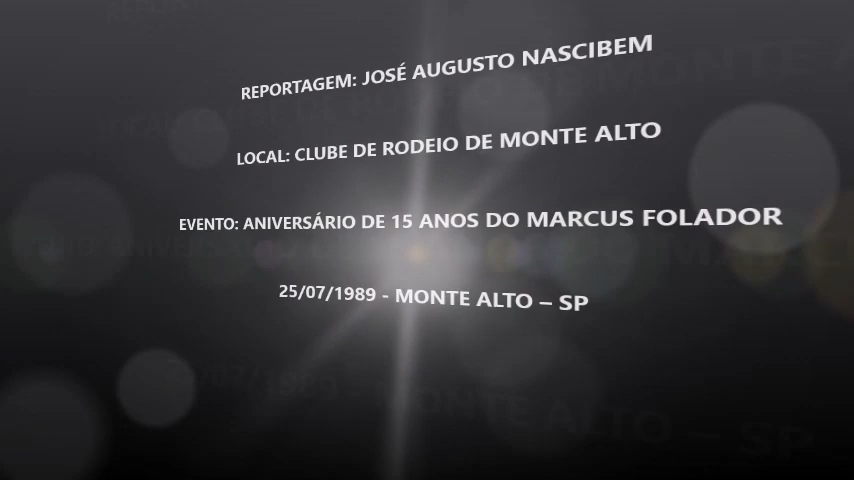 REPORTAGEM: JOSÉ AUGUSTO NASCIBEM
LOCAL: CLUBE DE RODEIO DE MONTE ALTO
EVENTO: ANIVERSÁRIO DE 15 ANOS DO MARCUS FOLADOR
25/07/1989 - MONTE ALTO – SP